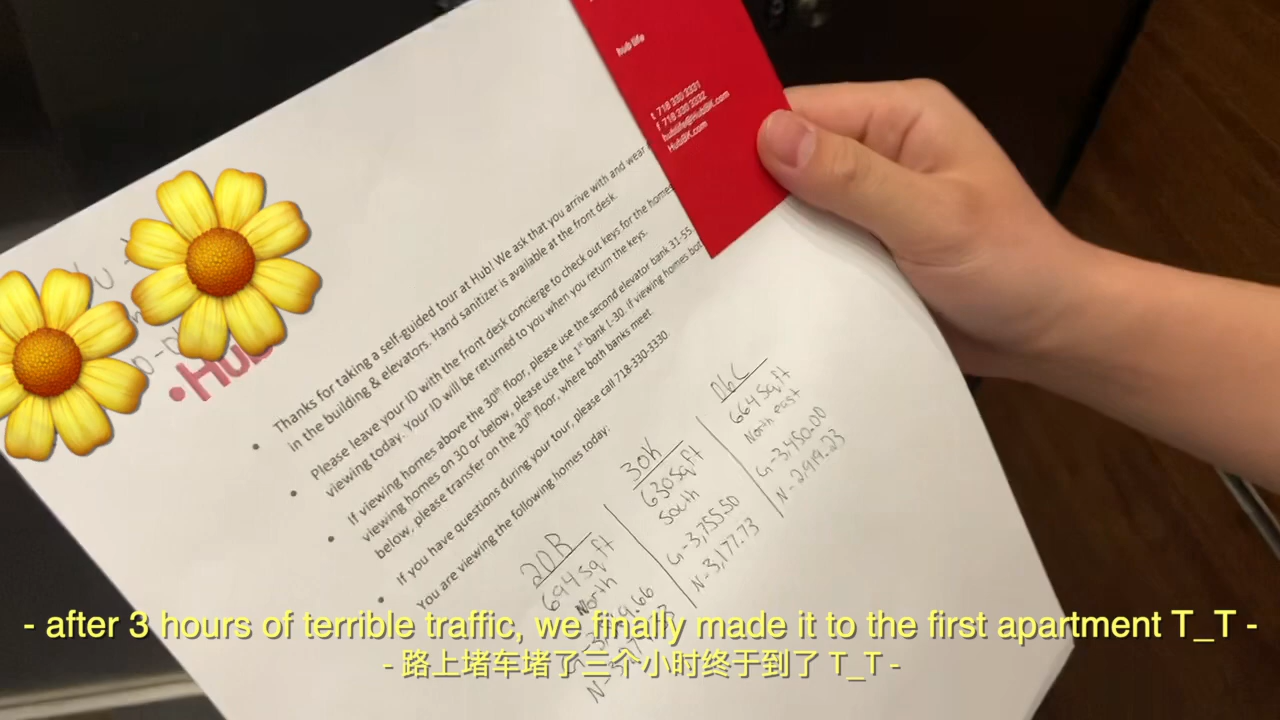 hub life
t 718 330 3331
f 718 330 3332
hublife@HubBK.com
HubBK.com
Hub
• Thanks for taking a self-guided tour at Hub! We ask that you arrive with and wear
in the building & elevators. Hand sanitizer is available at the front desk.
• Please leave your ID with the front desk concierge to check out keys for the homes
viewing today. Your ID will be returned to you when you return the keys.
• If viewing homes above the 30th floor, please use the second elevator bank 31-55.
viewing homes on 30 or below, please use the 1st bank L-30. If viewing homes bot
below, please transfer on the 30th floor, where both banks meet.
• If you have questions during your tour, please call 718-330-3330.
You are viewing the following homes today:
20R
694 sq ft
North
30K
630 sq ft
South
G-3,755.50
N-3,177.73
664 sq ft
North east
G-3,450.00
N-2,919.23
- after 3 hours of terrible traffic, we finally made it to the first apartment T_T -
- 路上堵车堵了三个小时终于到了 T_T -